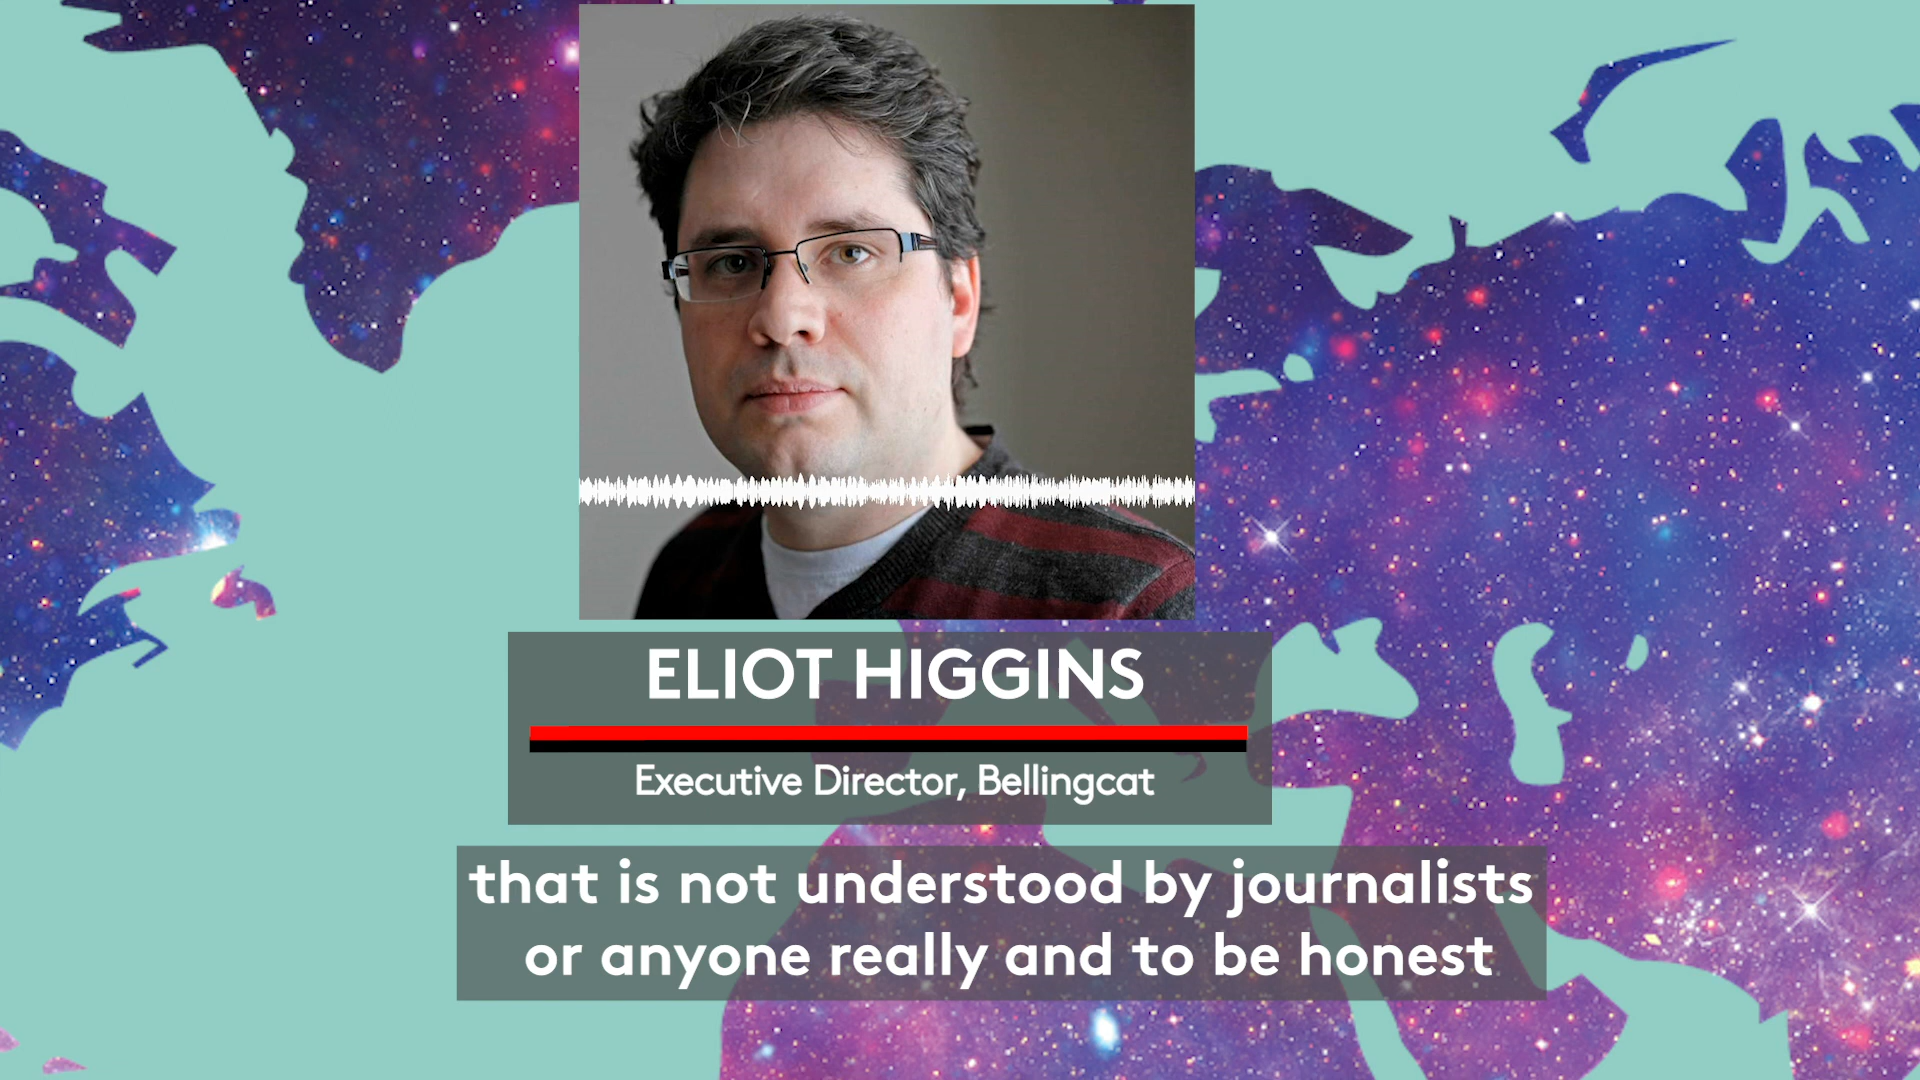 ELIOT HIGGINS
Executive Director, Bellingcat
that is not understood by journalists
or anyone really and to be honest